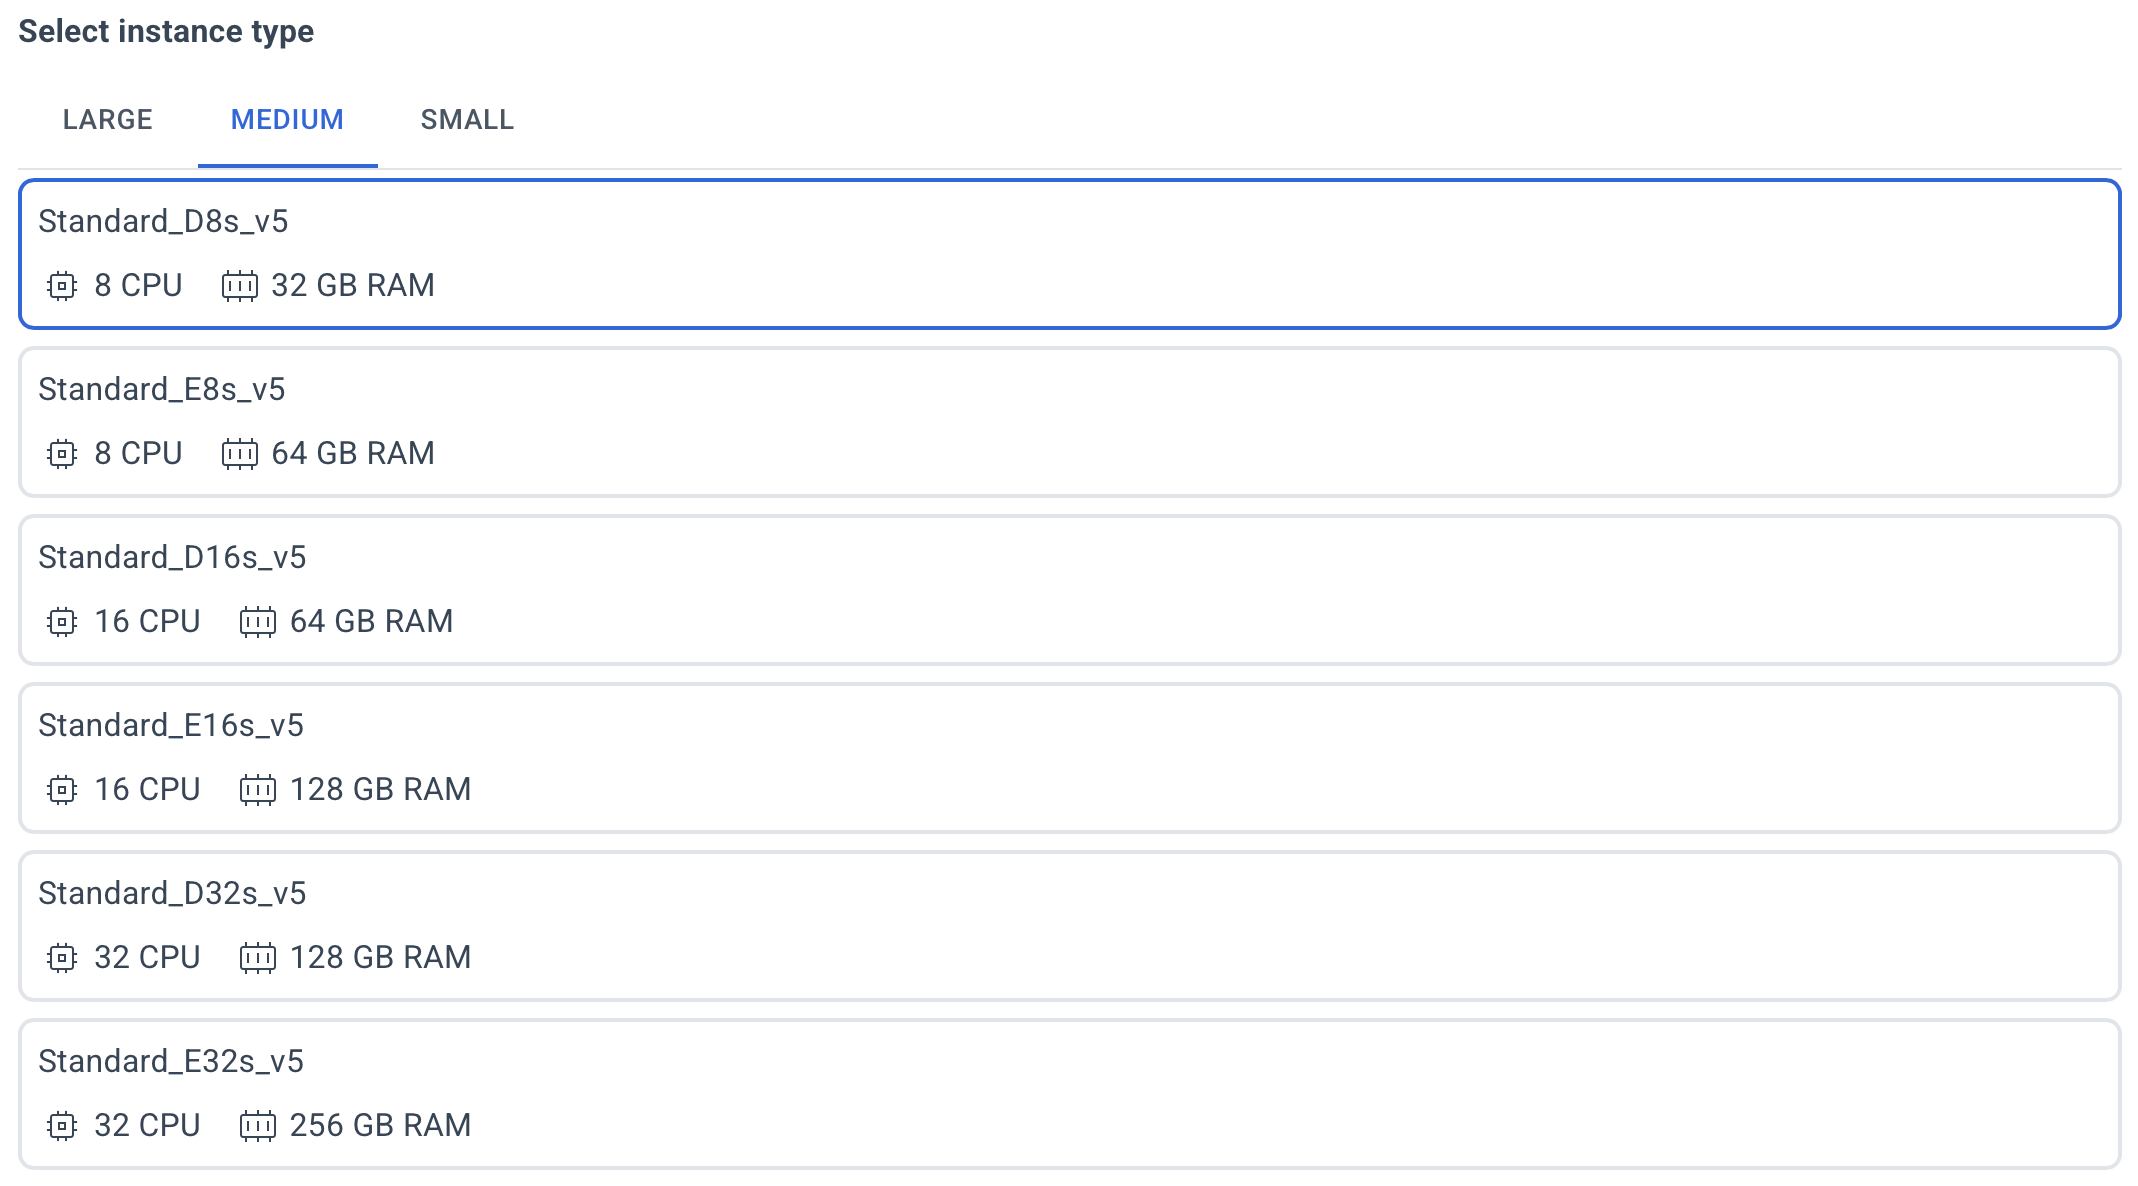 Select instance type
LARGE MEDIUM SMALL
Standard_D8s_v5
8 CPU 32 GB RAM
Standard_E8s_v5
8 CPU 64 GB RAM
Standard_D16s_v5
16 CPU 64 GB RAM
Standard_E16s_v5
16 CPU 128 GB RAM
Standard_D32s_v5
32 CPU 128 GB RAM
Standard_E32s_v5
32 CPU 256 GB RAM